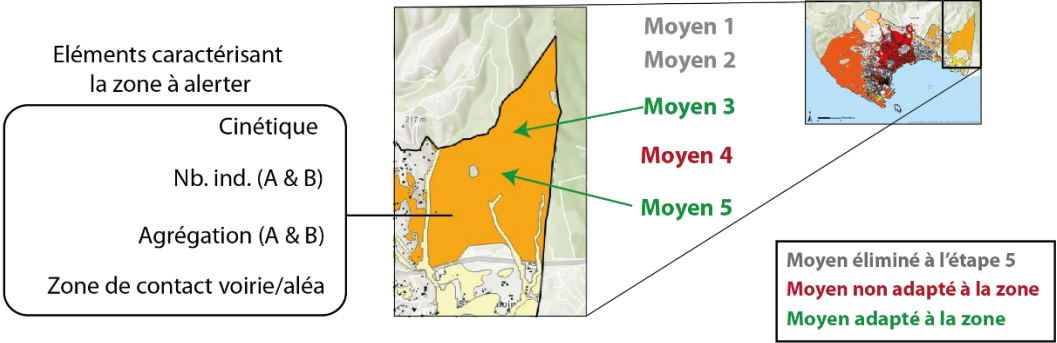 Eléments caractérisant
la zone à alerter
Cinétique
Nb. ind. (A & B)
Agrégation (A & B)
Zone de contact voirie/aléa
217 m
Moyen 1
Moyen 2
Moyen 3
Moyen 4
Moyen 5
Moyen éliminé à l'étape 5
Moyen non adapté à la zone
Moyen adapté à la zone